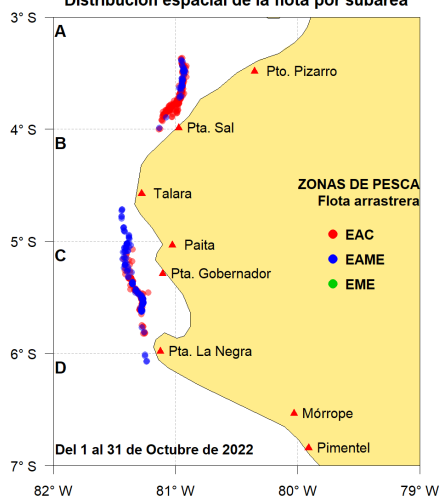 Distribución espacial de la flota por subárea
3° S
A
Pto. Pizarro
4° S
Pta. Sal
B
ZONAS DE PESCA
Talara
Flota arrastrera
EAC
5° S
Paita
EAME
C
Pta. Gobernador
EME
6° S
Pta. La Negra
D
Mórrope
Del 1 al 31 de Octubre de 2022
Pimentel
7° S
82° W
81° W
80° W
79° W